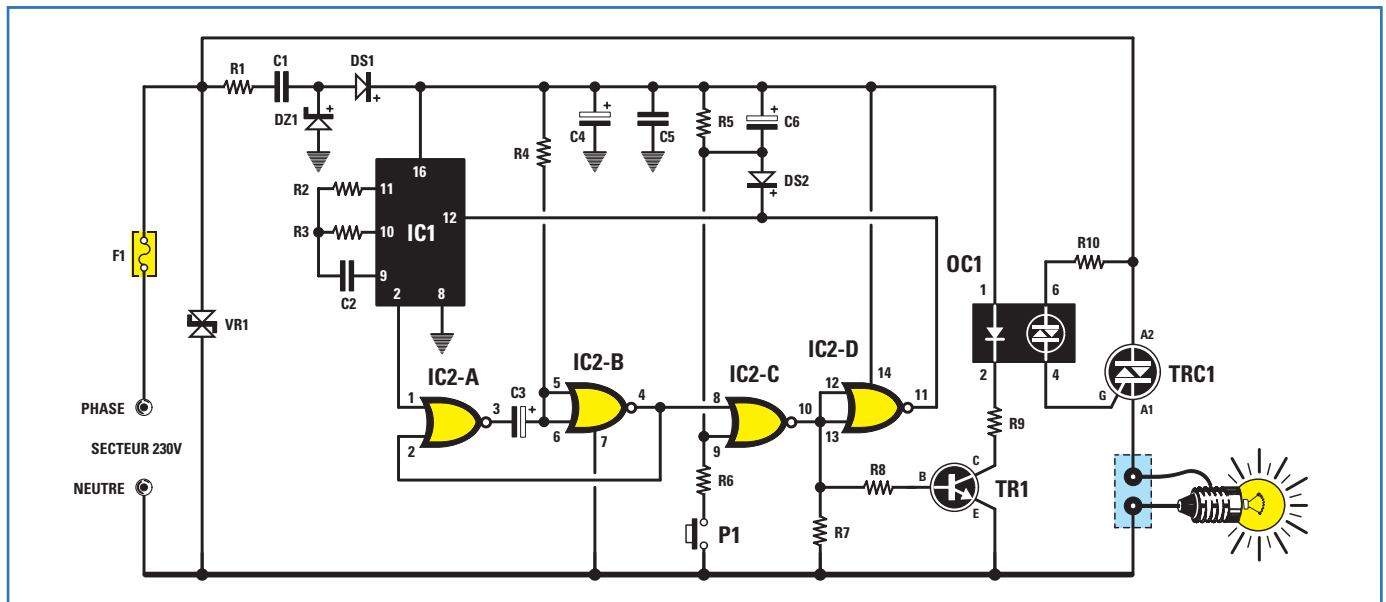 R1
C1
DS1
+
DZ1
+
16
R4
C4
+
C5
R5
C6
+
DS2
+
R2
11
R3
10
IC1
12
9
C2
2
8
F1
VR1
PHASE
SECTEUR 230V
NEUTRE
IC2-A
1
2
3
C3
+
IC2-B
5
6
4
7
IC2-C
8
9
10
R6
P1
IC2-D
12
13
14
11
R8
R7
B
C
E
TR1
R9
OC1
1
2
6
4
R10
A2
G
A1
TRC1